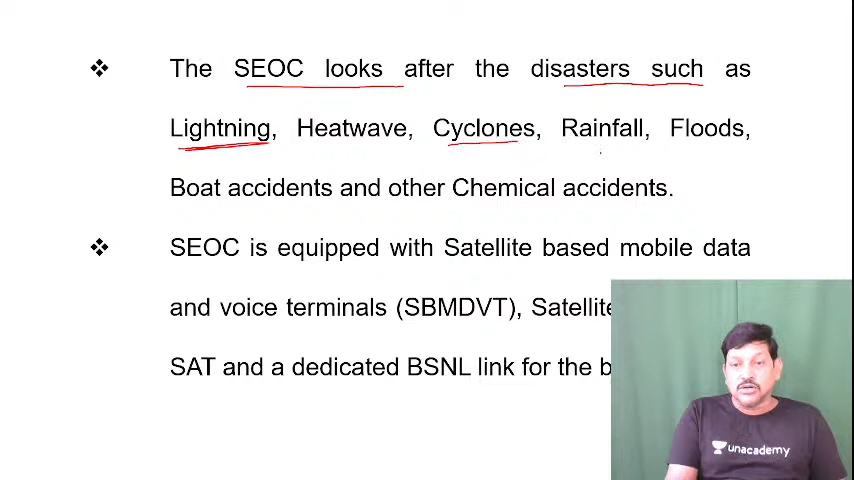 ❖ The SEOC looks after the disasters such as
Lightning, Heatwave, Cyclones, Rainfall, Floods,
Boat accidents and other Chemical accidents.
❖ SEOC is equipped with Satellite based mobile data
and voice terminals (SBMDVT), Satellite
SAT and a dedicated BSNL link for the
unacademy